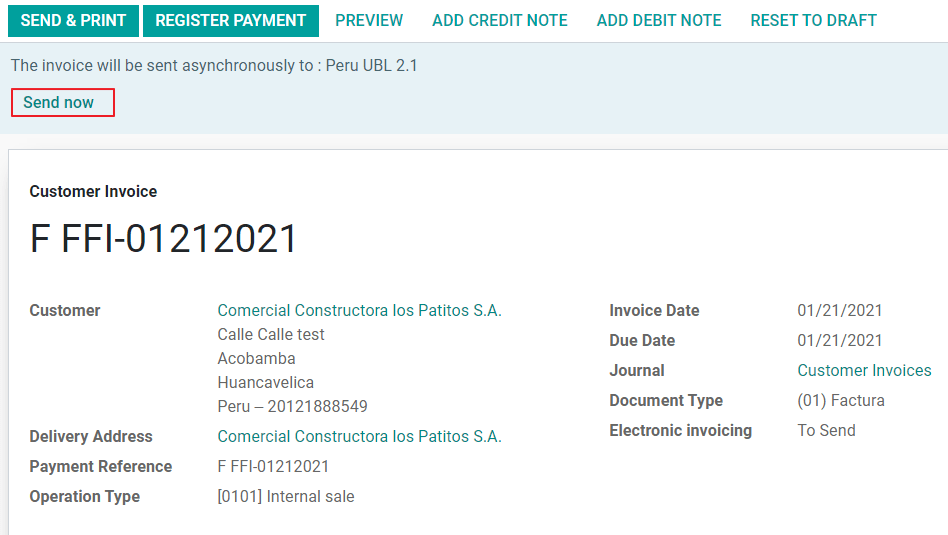 SEND & PRINT REGISTER PAYMENT PREVIEW ADD CREDIT NOTE ADD DEBIT NOTE RESET TO DRAFT
The invoice will be sent asynchronously to : Peru UBL 2.1
Send now
Customer Invoice
F FFI-01212021
Customer Comercial Constructora los Patitos S.A.
Calle Calle test
Acobamba
Huancavelica
Peru – 20121888549
Delivery Address Comercial Constructora los Patitos S.A.
Payment Reference F FFI-01212021
Operation Type [0101] Internal sale
Invoice Date 01/21/2021
Due Date 01/21/2021
Journal Customer Invoices
Document Type (01) Factura
Electronic invoicing To Send